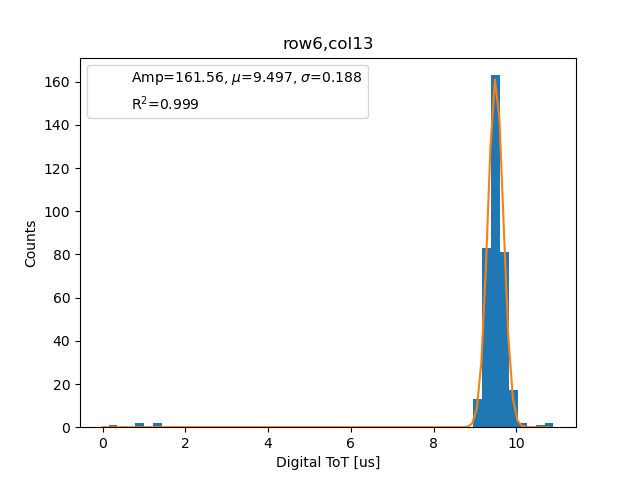 row6,col13
Amp=161.56, μ=9.497, σ=0.188
R²=0.999
160
140
120
100
80
60
40
20
0
Counts
0 2 4 6 8 10
Digital ToT [us]